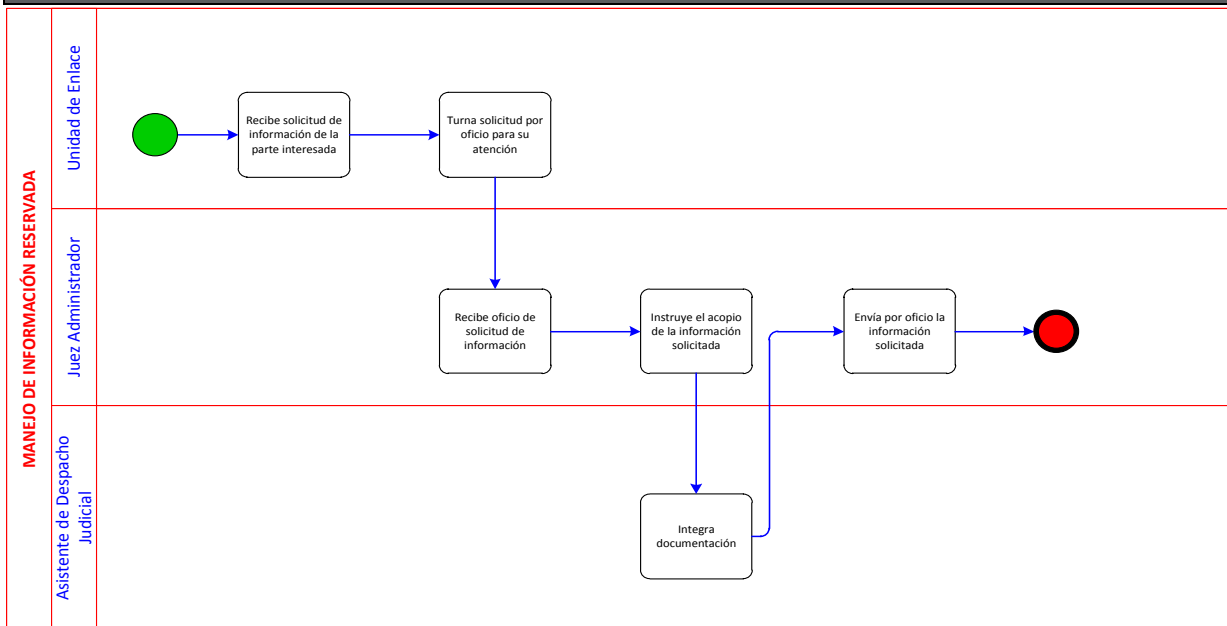 MANEJO DE INFORMACIÓN RESERVADA
Unidad de Enlace
Recibe solicitud de
información de la
parte interesada
Turna solicitud por
oficio para su
atención
Juez Administrador
Recibe oficio de
solicitud de
información
Instruye el acopio
de la información
solicitada
Envía por oficio la
información
solicitada
Asistente de Despacho
Judicial
Integra
documentación